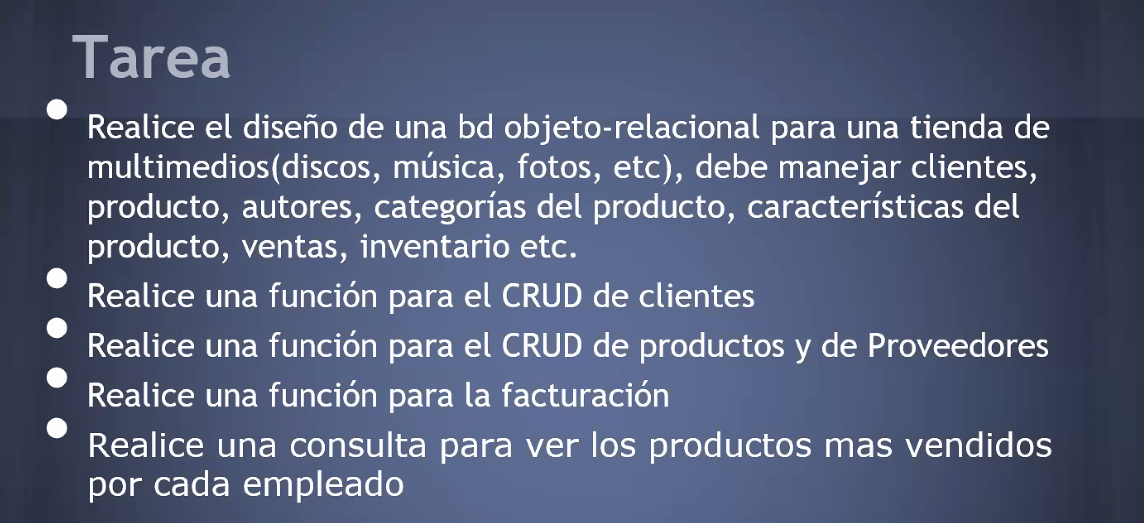 Tarea
Realice el diseño de una bd objeto-relacional para una tienda de
multimedios(discos, música, fotos, etc), debe manejar clientes,
producto, autores, categorías del producto, características del
producto, ventas, inventario etc.
Realice una función para el CRUD de clientes
Realice una función para el CRUD de productos y de Proveedores
Realice una función para la facturación
Realice una consulta para ver los productos mas vendidos
por cada empleado